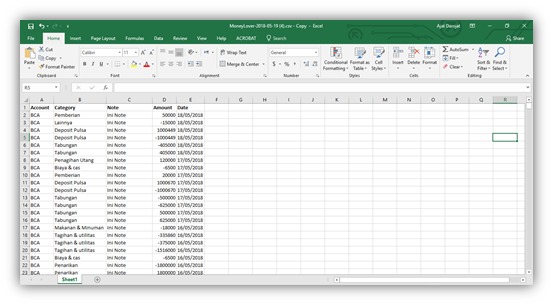 MoneyLover-2018-05-19 (4).csv - Copy - Excel
Ajat Darojat
File Home Insert Page Layout Formulas Data Review View Help ACROBAT Tell me what you want to do Share
Paste Cut Copy Format Painter
Calibri 11 Wrap Text General Merge & Center
Conditional Formatting Format as Table Cell Styles Insert Delete Format AutoSum Fill Clear Sort & Filter Find & Select
Clipboard Font Alignment Number Styles Cells Editing
R5 fx
A B C D E F G H I J K L M N O P Q R
1 Account Category Note Amount Date
2 BCA Pemberian Ini Note 50000 18/05/2018
3 BCA Lainnya Ini Note -15000 18/05/2018
4 BCA Deposit Pulsa Ini Note 1000449 18/05/2018
5 BCA Deposit Pulsa Ini Note -1000449 18/05/2018
6 BCA Tabungan Ini Note -405000 18/05/2018
7 BCA Tabungan Ini Note 405000 18/05/2018
8 BCA Penagihan Utang Ini Note 120000 17/05/2018
9 BCA Biaya & cas Ini Note -6500 17/05/2018
10 BCA Pemberian Ini Note 20000 17/05/2018
11 BCA Deposit Pulsa Ini Note 1000670 17/05/2018
12 BCA Deposit Pulsa Ini Note -1000670 17/05/2018
13 BCA Tabungan Ini Note -500000 17/05/2018
14 BCA Tabungan Ini Note -625000 17/05/2018
15 BCA Tabungan Ini Note 500000 17/05/2018
16 BCA Tabungan Ini Note 625000 17/05/2018
17 BCA Makanan & Minuman Ini Note -18000 16/05/2018
18 BCA Tagihan & utilitas Ini Note -335860 16/05/2018
19 BCA Tagihan & utilitas Ini Note -375000 16/05/2018
20 BCA Tagihan & utilitas Ini Note -1516000 16/05/2018
21 BCA Biaya & cas Ini Note -6500 16/05/2018
22 BCA Penarikan Ini Note -1800000 16/05/2018
23 BCA Penarikan Ini Note 1800000 16/05/2018
Sheet1